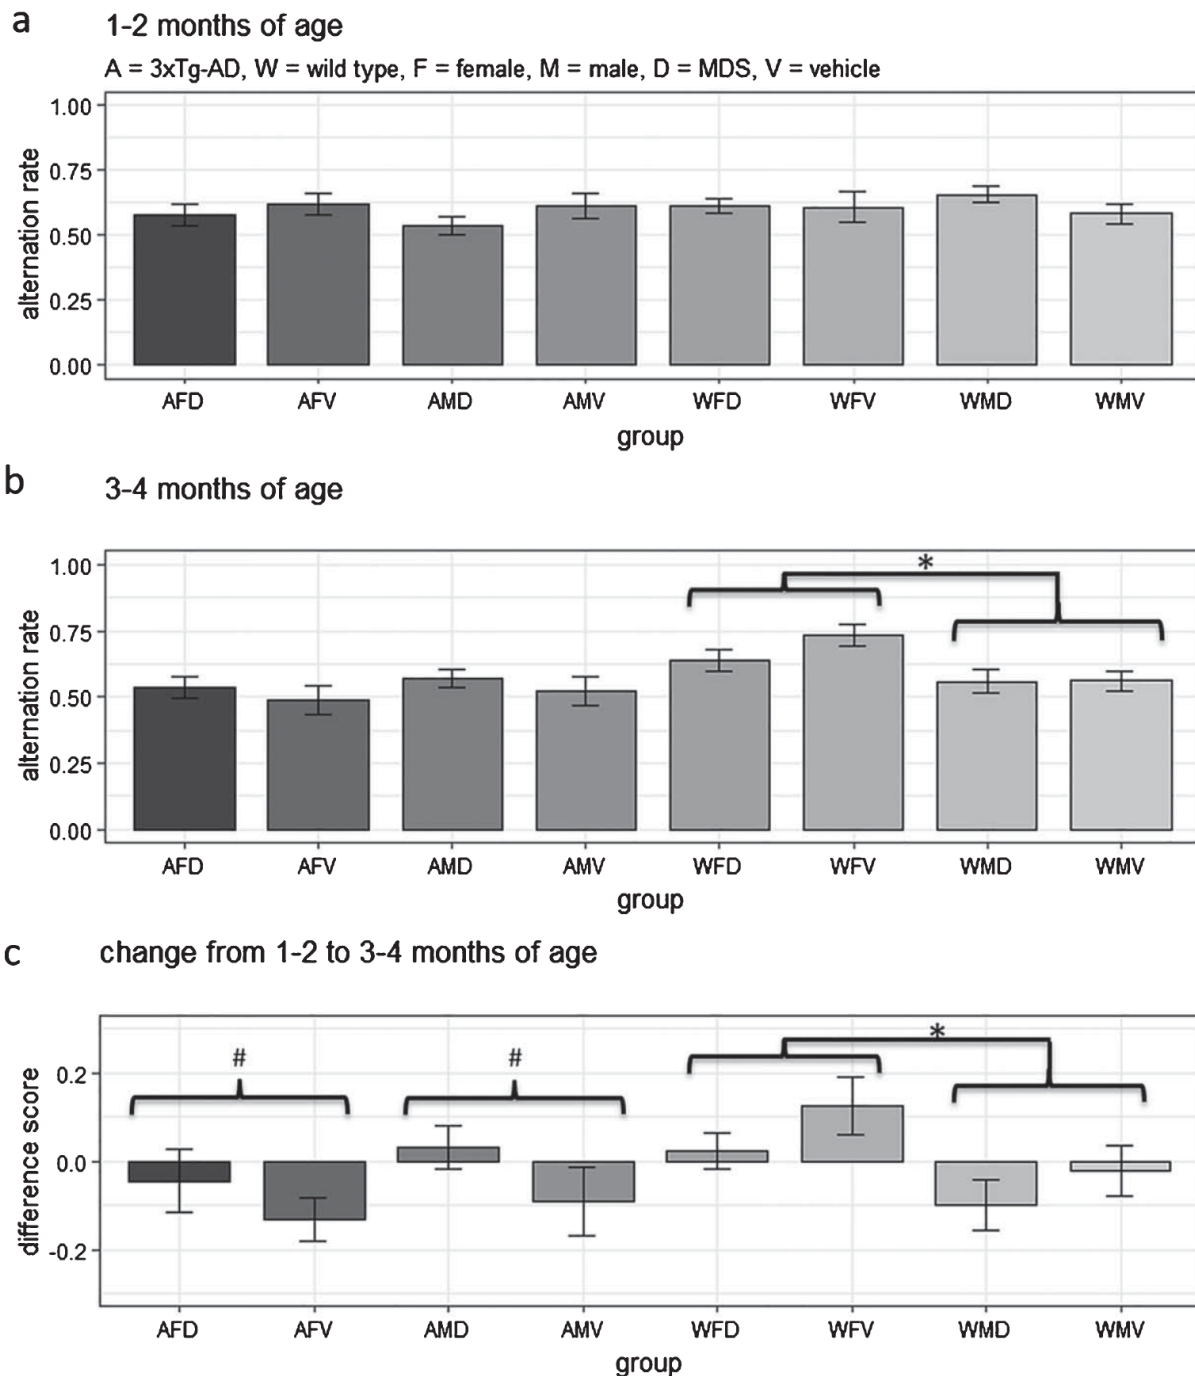 a 1-2 months of age
A = 3xTg-AD, W = wild type, F = female, M = male, D = MDS, V = vehicle
alternation rate
1.00
0.75
0.50
0.25
0.00
AFD AFV AMD AMV WFD WFV WMD WMV
group
b 3-4 months of age
alternation rate
1.00
0.75
0.50
0.25
0.00
*
AFD AFV AMD AMV WFD WFV WMD WMV
group
c change from 1-2 to 3-4 months of age
difference score
0.2
0.0
-0.2
# # *
AFD AFV AMD AMV WFD WFV WMD WMV
group